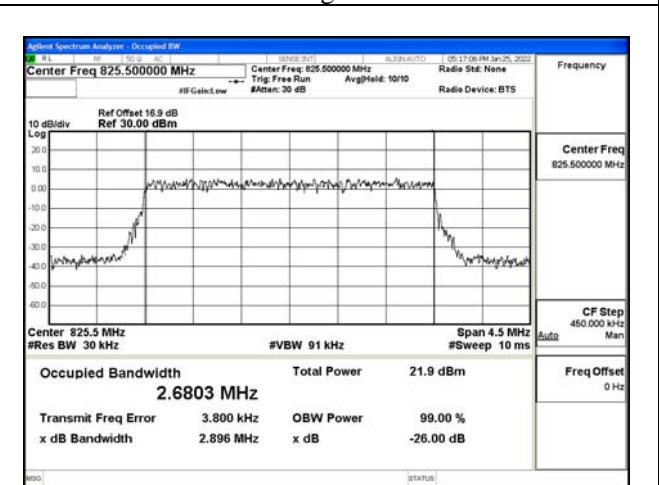 Agilent Spectrum Analyzer - Occupied BW
RL RF 50 Ω AC SENSE:INT ALIGN AUTO 05:17:06 PM Jan 25, 2022
Center Freq 825.500000 MHz
Center Freq: 825.500000 MHz
Radio Std: None
Trig: Free Run Avg|Hold: 10/10
#IFGain:Low #Atten: 30 dB Radio Device: BTS
Ref Offset 16.9 dB
10 dB/div Ref 30.00 dBm
Log
20.0
10.0
0.00
-10.0
-20.0
-30.0
-40.0
-50.0
-60.0
Center 825.5 MHz Span 4.5 MHz
#Res BW 30 kHz #VBW 91 kHz #Sweep 10 ms
Occupied Bandwidth Total Power 21.9 dBm
2.6803 MHz
Transmit Freq Error 3.800 kHz OBW Power 99.00 %
x dB Bandwidth 2.896 MHz x dB -26.00 dB
MSG STATUS
Frequency
Center Freq
825.500000 MHz
CF Step
450.000 kHz
Auto Man
Freq Offset
0 Hz